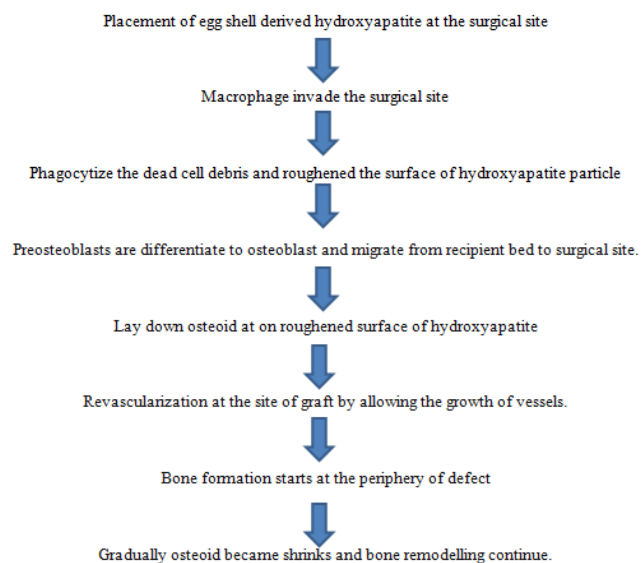 Placement of egg shell derived hydroxyapatite at the surgical site
Macrophage invade the surgical site
Phagocytize the dead cell debris and roughened the surface of hydroxyapatite particle
Preosteoblasts are differentiate to osteoblast and migrate from recipient bed to surgical site.
Lay down osteoid at on roughened surface of hydroxyapatite
Revascularization at the site of graft by allowing the growth of vessels.
Bone formation starts at the periphery of defect
Gradually osteoid became shrinks and bone remodelling continue.